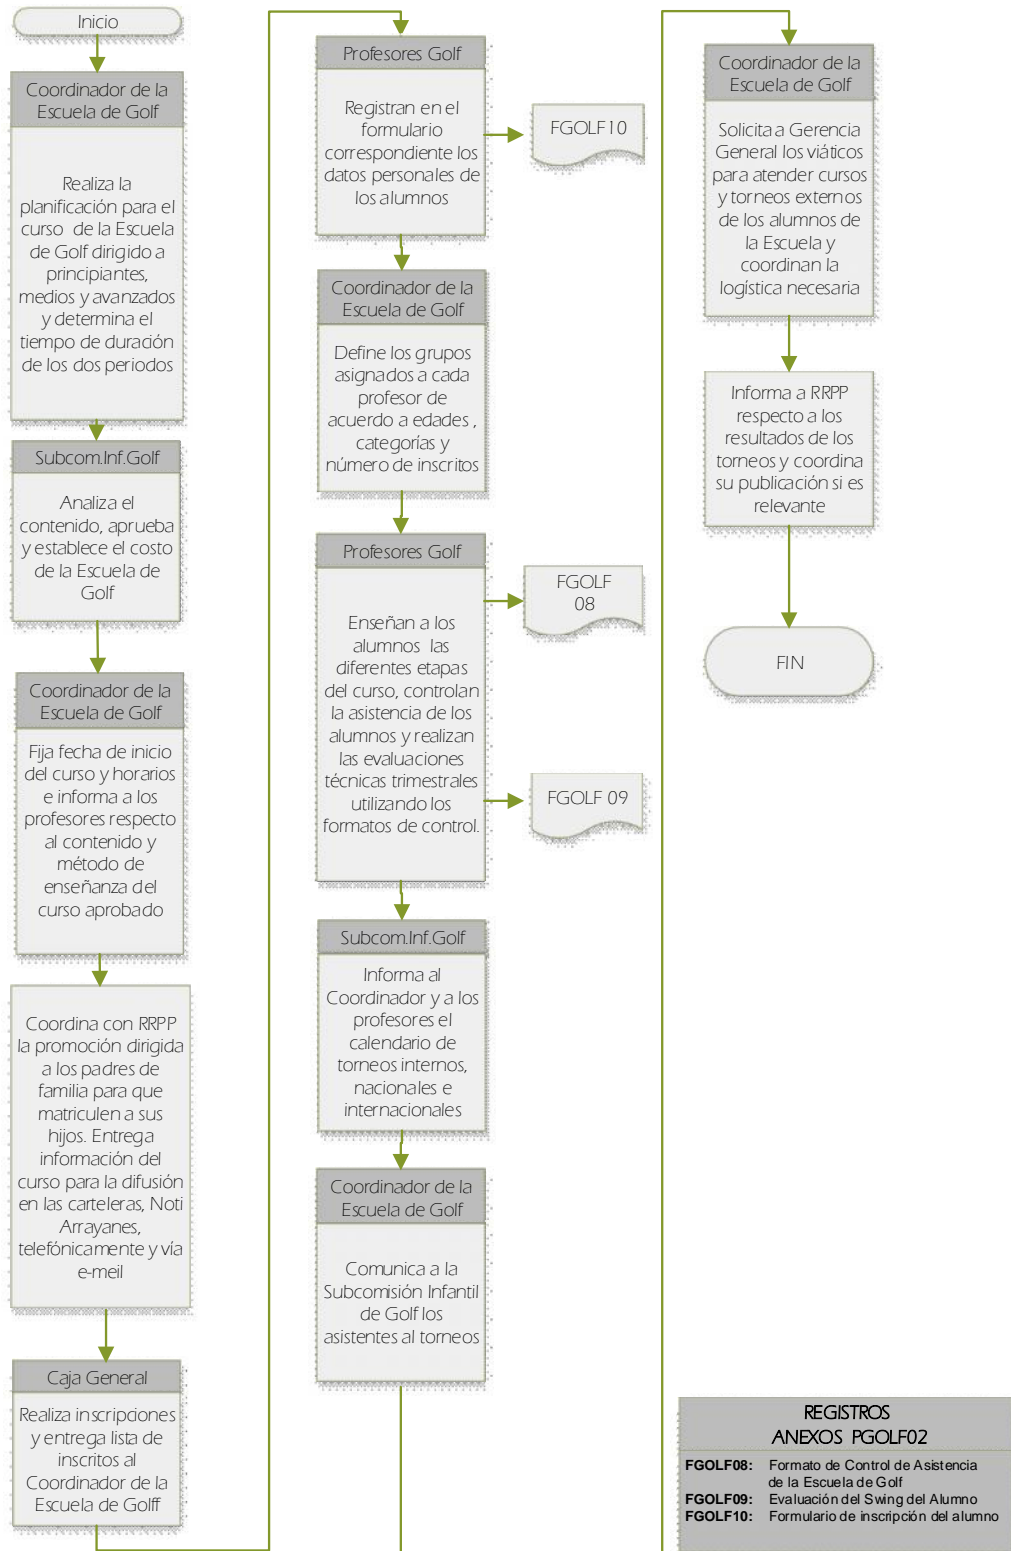 Inicio
Coordinador de la
Escuela de Golf
Realiza la
planificación para el
curso de la Escuela
de Golf dirigido a
principiantes,
medios y avanzados
y determina el
tiempo de duración
de los dos periodos
Subcom.Inf.Golf
Analiza el
contenido, aprueba
y establece el costo
de la Escuela de
Golf
Coordinador de la
Escuela de Golf
Fija fecha de inicio
del curso y horarios
e informa a los
profesores respecto
al contenido y
método de
enseñanza del
curso aprobado
Coordina con RRPP
la promoción dirigida
a los padres de
familia para que
matriculen a sus
hijos. Entrega
información del
curso para la difusión
en las carteleras, Noti
Arrayanes,
telefónicamente y vía
e-meil
Caja General
Realiza inscripciones
y entrega lista de
inscritos al
Coordinador de la
Escuela de Golff
Profesores Golf
Registran en el
formulario
correspondiente los
datos personales de
los alumnos
FGOLF10
Coordinador de la
Escuela de Golf
Define los grupos
asignados a cada
profesor de
acuerdo a edades ,
categorías y
número de inscritos
Profesores Golf
Enseñan a los
alumnos las
diferentes etapas
del curso, controlan
la asistencia de los
alumnos y realizan
las evaluaciones
técnicas trimestrales
utilizando los
formatos de control.
FGOLF
08
FGOLF 09
Subcom.Inf.Golf
Informa al
Coordinador y a los
profesores el
calendario de
torneos internos,
nacionales e
internacionales
Coordinador de la
Escuela de Golf
Comunica a la
Subcomisión Infantil
de Golf los
asistentes al torneos
Coordinador de la
Escuela de Golf
Solicita a Gerencia
General los viáticos
para atender cursos
y torneos externos
de los alumnos de
la Escuela y
coordinan la
logística necesaria
Informa a RRPP
respecto a los
resultados de los
torneos y coordina
su publicación si es
relevante
FIN
REGISTROS
ANEXOS PGOLF02
FGOLF08: Formato de Control de Asistencia
de la Escuela de Golf
FGOLF09: Evaluación del Swing del Alumno
FGOLF10: Formulario de inscripción del alumno